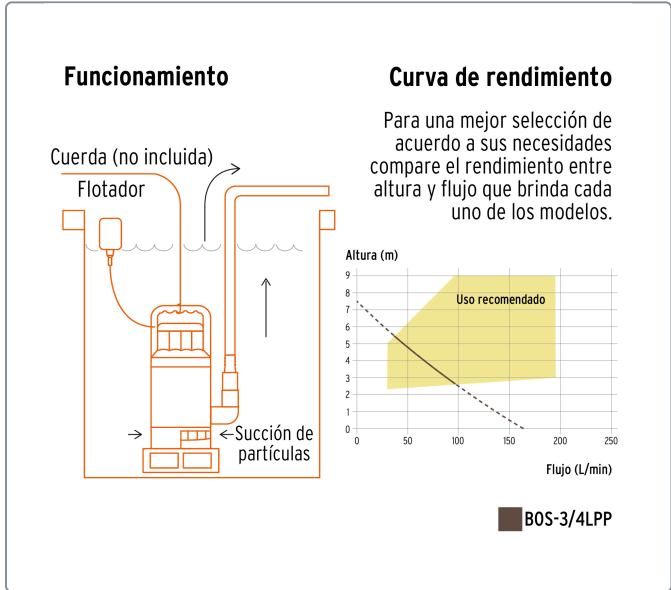 Funcionamiento
Cuerda (no incluida)
Flotador
Succión de
partículas
Curva de rendimiento
Para una mejor selección de
acuerdo a sus necesidades
compare el rendimiento entre
altura y flujo que brinda cada
uno de los modelos.
Altura (m)
9
8
7
6
5
4
3
2
1
0
Uso recomendado
0 50 100 150 200 250
Flujo (L/min)
BOS-3/4LPP